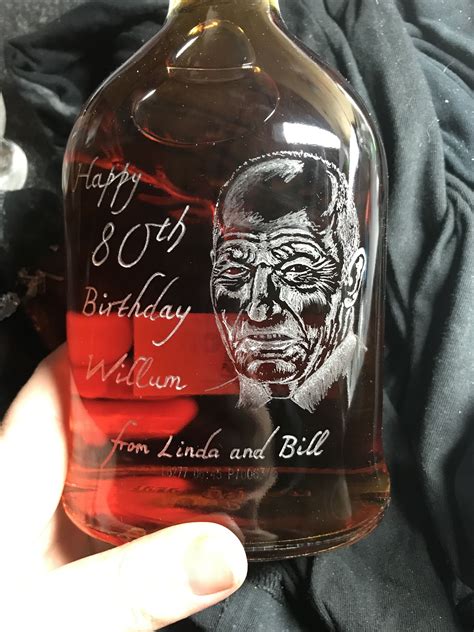 Happy
80th
Birthday
Willum
from Linda and Bill